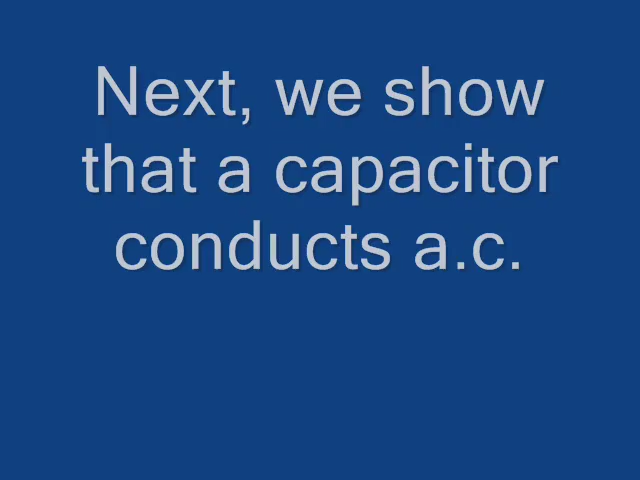 Next, we show
that a capacitor
conducts a.c.